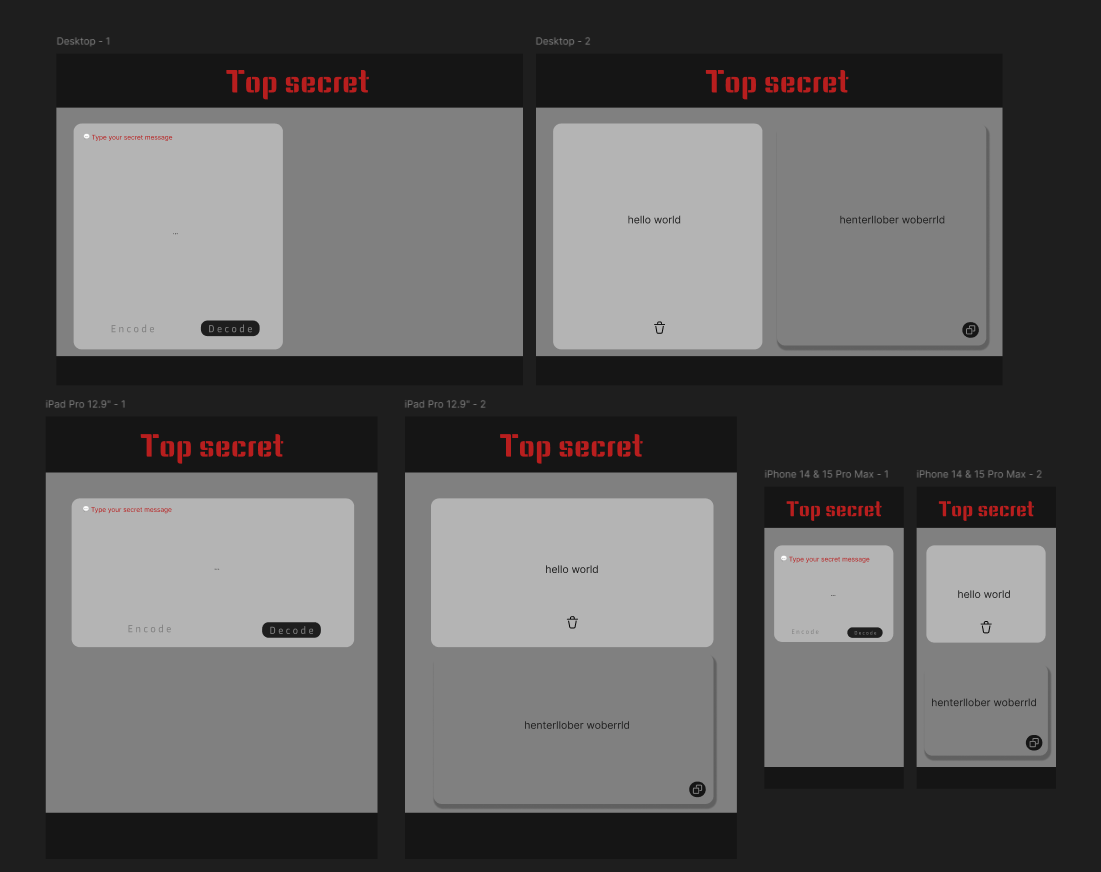 Desktop - 1
Top secret
Type your secret message
...
Encode
Decode
Desktop - 2
Top secret
hello world
henterllober woberrld
iPad Pro 12.9" - 1
Top secret
Type your secret message
...
Encode
Decode
iPad Pro 12.9" - 2
Top secret
hello world
henterllober woberrld
iPhone 14 & 15 Pro Max - 1
Top secret
Type your secret message
...
Encode
Decode
iPhone 14 & 15 Pro Max - 2
Top secret
hello world
henterllober woberrld